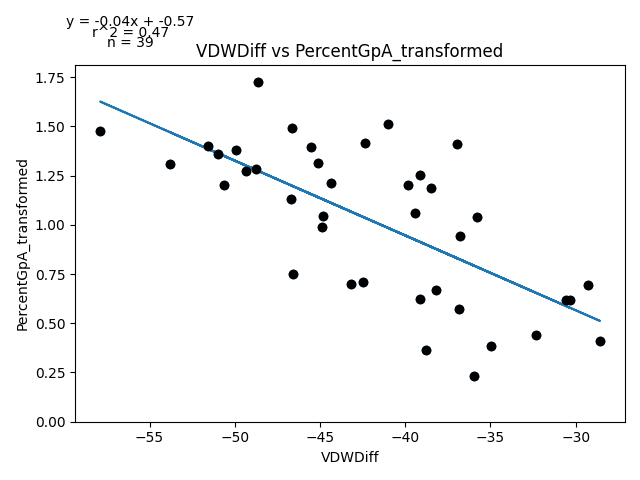 y = -0.04x + -0.57
r^2 = 0.47
n = 39
VDWDiff vs PercentGpA_transformed
1.75
1.50
1.25
1.00
0.75
0.50
0.25
0.00
PercentGpA_transformed
−55
−50
−45
−40
−35
−30
VDWDiff